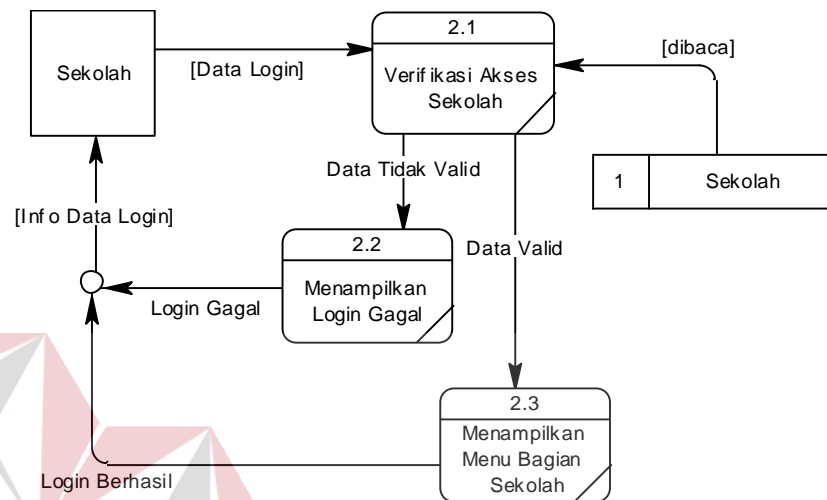 2.1
Sekolah
[Data Login]
Verifikasi Akses
Sekolah
[dibaca]
1
Sekolah
Data Tidak Valid
[Info Data Login]
2.2
Menampilkan
Login Gagal
Data Valid
Login Gagal
2.3
Menampilkan
Menu Bagian
Sekolah
Login Berhasil